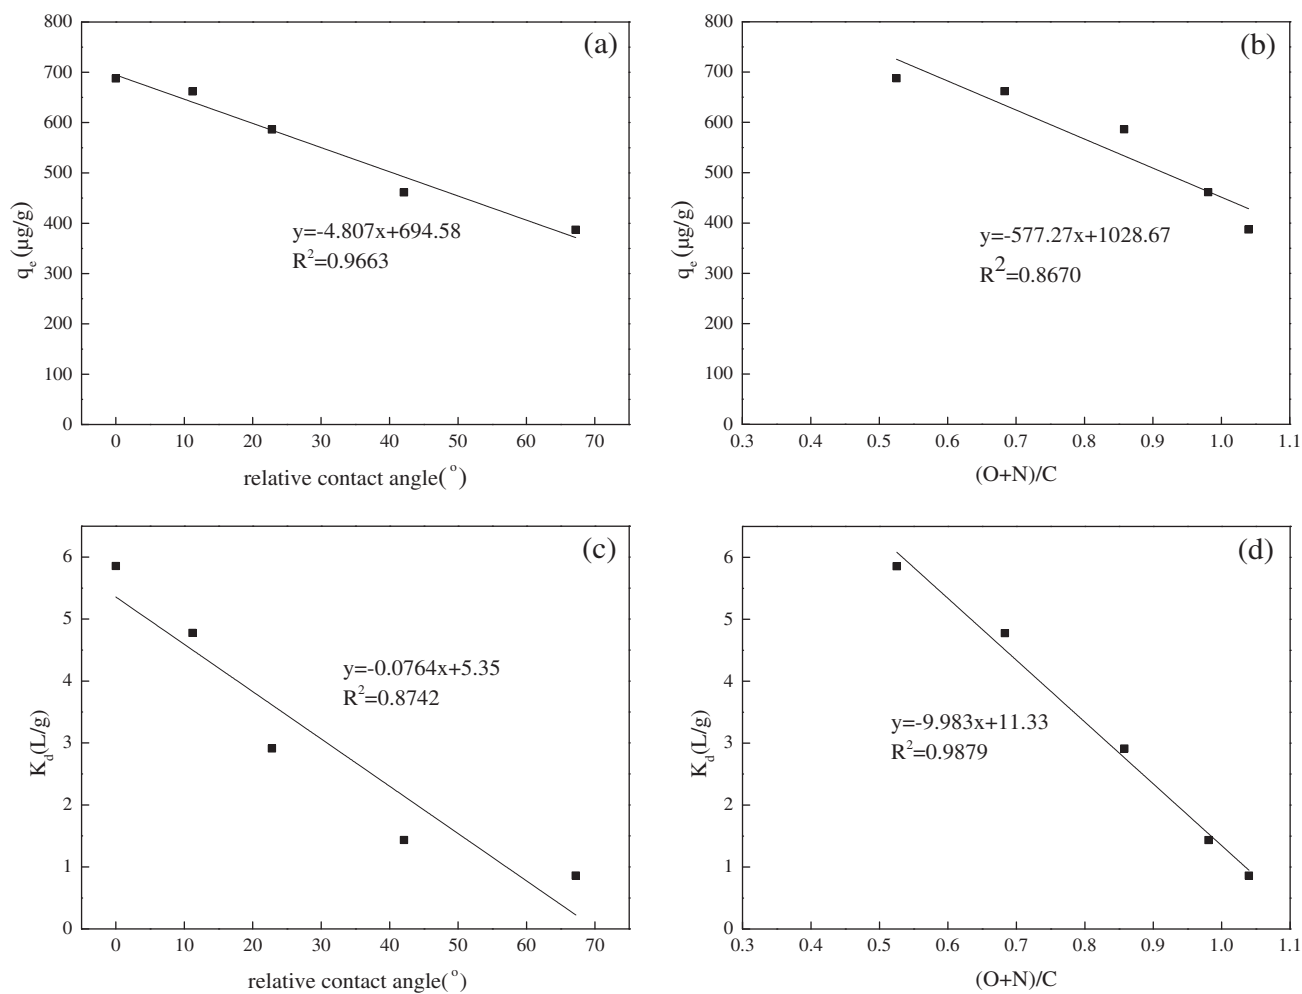 (a)
800
700
600
500
400
300
200
100
0
qₑ (μg/g)
y=-4.807x+694.58
R²=0.9663
0 10 20 30 40 50 60 70
relative contact angle(°)
(b)
800
700
600
500
400
300
200
100
0
qₑ (μg/g)
y=-577.27x+1028.67
R²=0.8670
0.3 0.4 0.5 0.6 0.7 0.8 0.9 1.0 1.1
(O+N)/C
(c)
6
5
4
3
2
1
0
K_d(L/g)
y=-0.0764x+5.35
R²=0.8742
0 10 20 30 40 50 60 70
relative contact angle(°)
(d)
6
5
4
3
2
1
0
K_d(L/g)
y=-9.983x+11.33
R²=0.9879
0.3 0.4 0.5 0.6 0.7 0.8 0.9 1.0 1.1
(O+N)/C